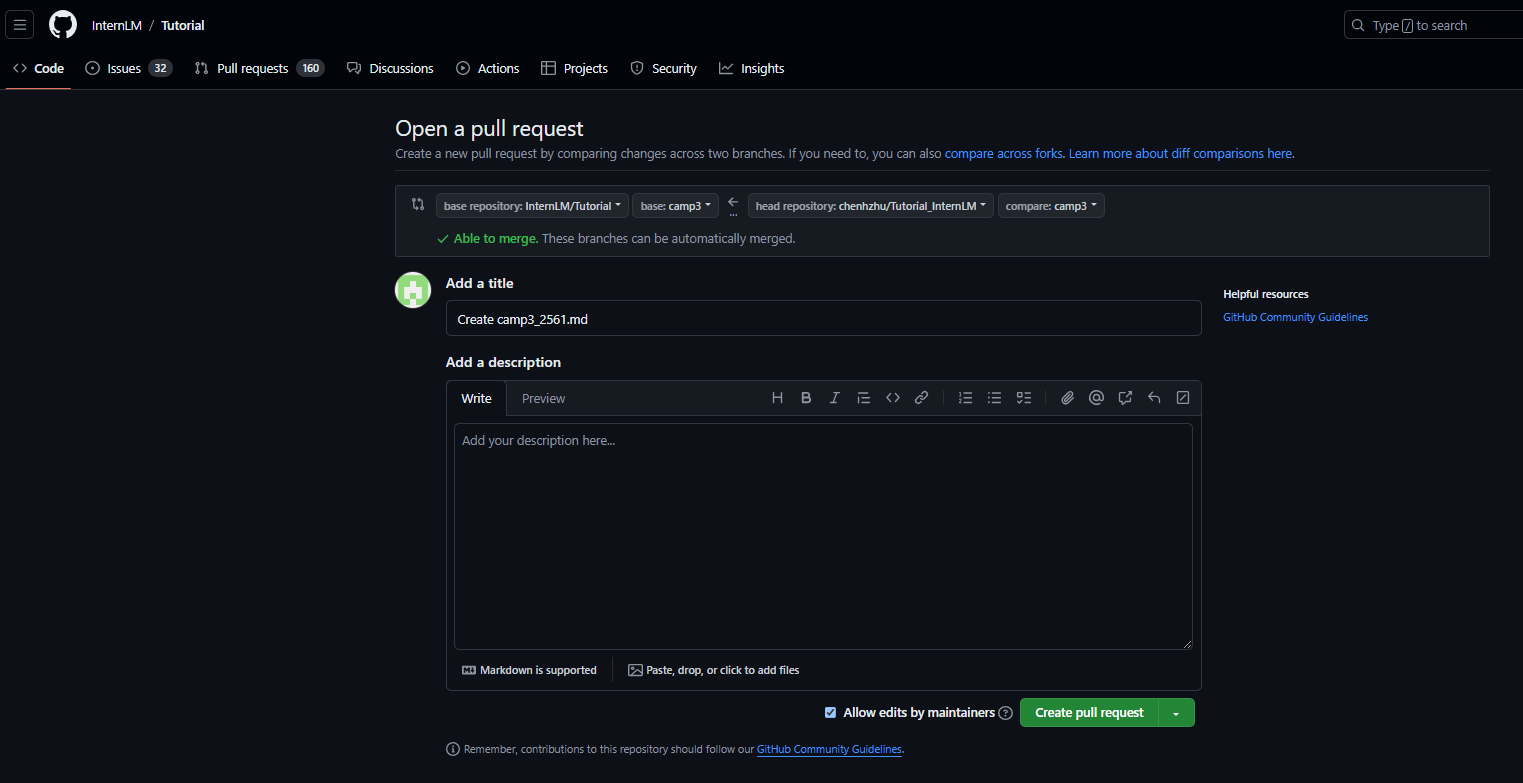 InternLM / Tutorial
Type / to search
Code Issues 32 Pull requests 160 Discussions Actions Projects Security Insights
Open a pull request
Create a new pull request by comparing changes across two branches. If you need to, you can also compare across forks. Learn more about diff comparisons here.
base repository: InternLM/Tutorial base: camp3 ← head repository: chenhzhu/Tutorial_InternLM compare: camp3
Able to merge. These branches can be automatically merged.
Add a title
Create camp3_2561.md
Add a description
Write Preview
Add your description here...
Markdown is supported Paste, drop, or click to add files
Allow edits by maintainers Create pull request
Remember, contributions to this repository should follow our GitHub Community Guidelines.
Helpful resources
GitHub Community Guidelines